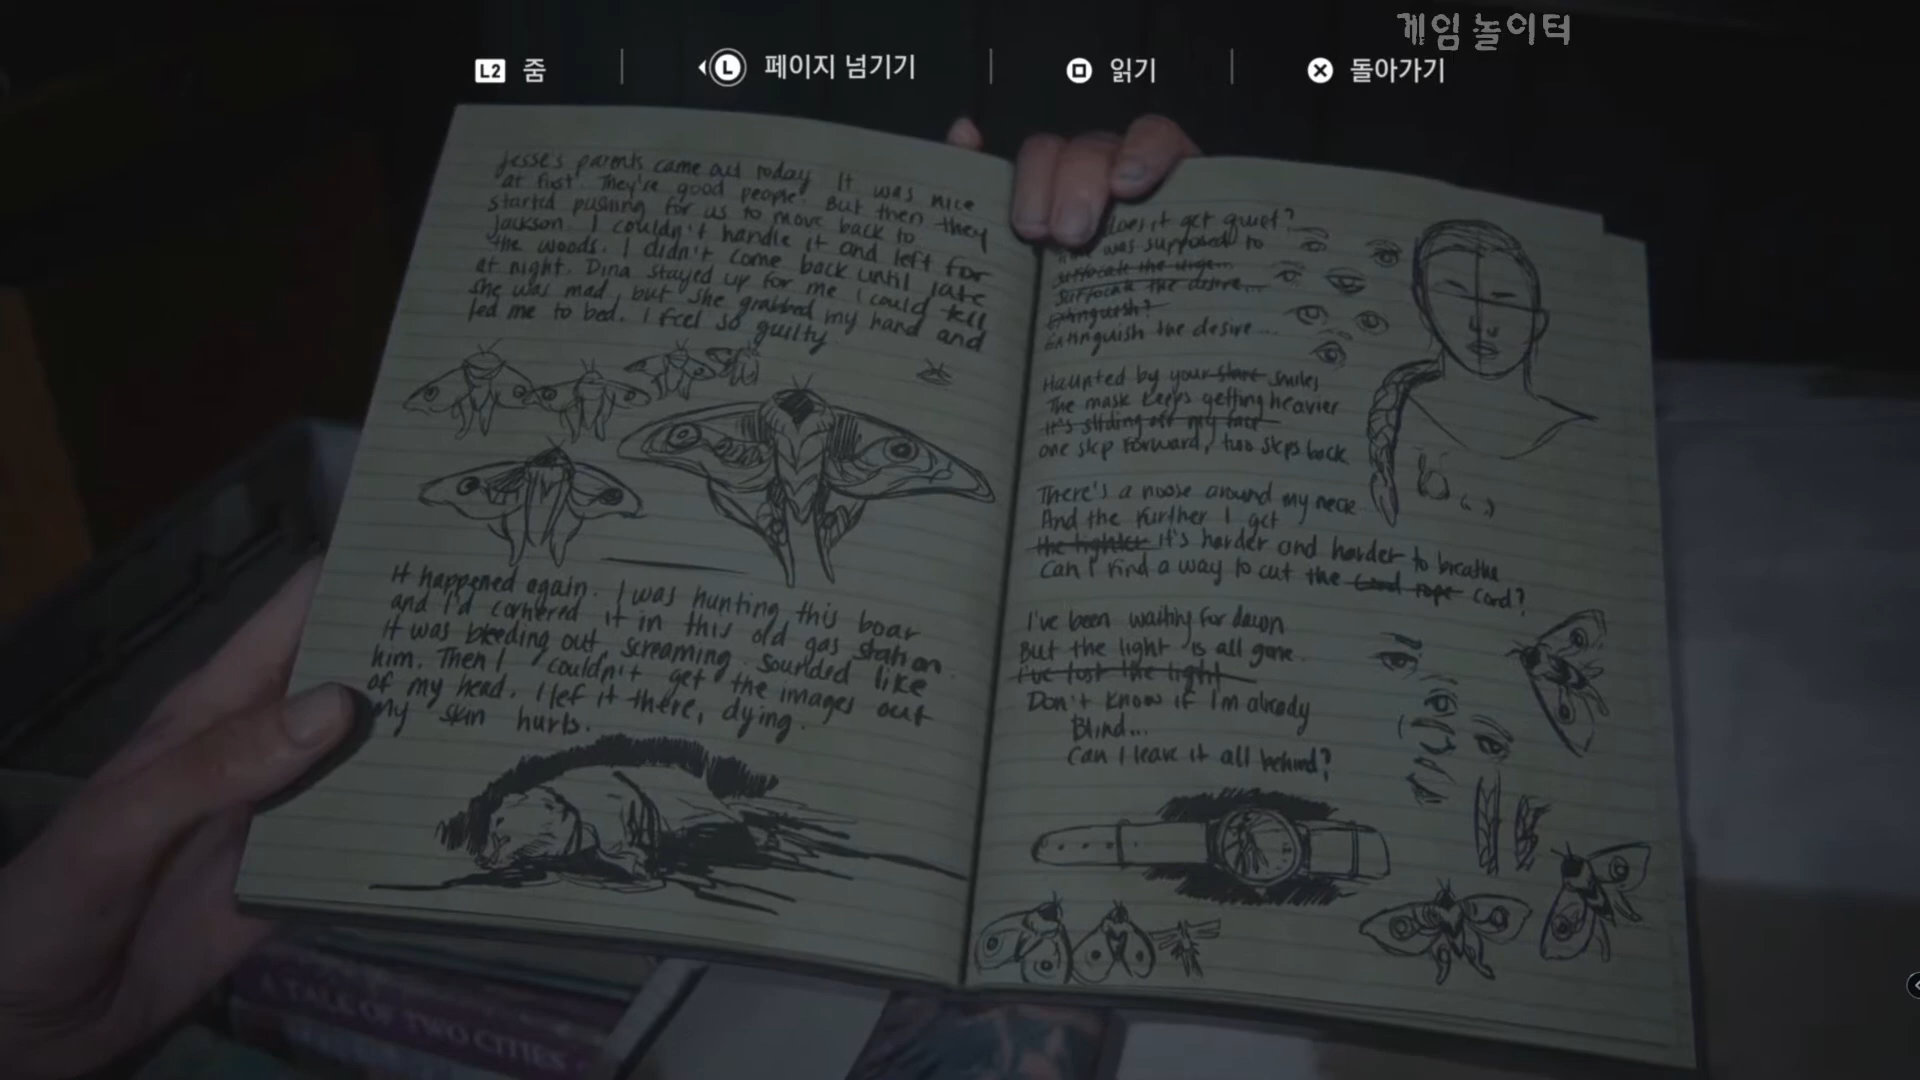 게임 놀이터
L2 줌
L 페이지 넘기기
읽기
돌아가기
Jesse's parents came out today. It was nice
at first. They're good people. But then they
started pushing for us to move back to
Jackson. I couldn't handle it and left for
the woods. I didn't come back until late
at night. Dina stayed up for me I could tell
she was mad, but she grabbed my hand and
led me to bed. I feel so guilty
It happened again. I was hunting this boar
and I'd cornered it in this old gas station.
It was bleeding out, screaming. Sounded like
him. Then I couldn't get the images out
of my head. I lef it there, dying.
My skin hurts.
does it get quiet?
was supposed to
suffocate the urge...
suffocate the desire...
Extinguish?
Extinguish the desire...
Haunted by your stare smiles
The mask keeps getting heavier
it's sliding off my face
one step forward, two steps back
There's a noose around my neck
And the further I get
the tighter it's harder and harder to breathe
Can I find a way to cut the cord rope cord?
I've been waiting for dawn
But the light is all gone.
I've lost the light
Don't know if I'm already
Blind...
Can I leave it all behind?
A TALE OF TWO CITIES